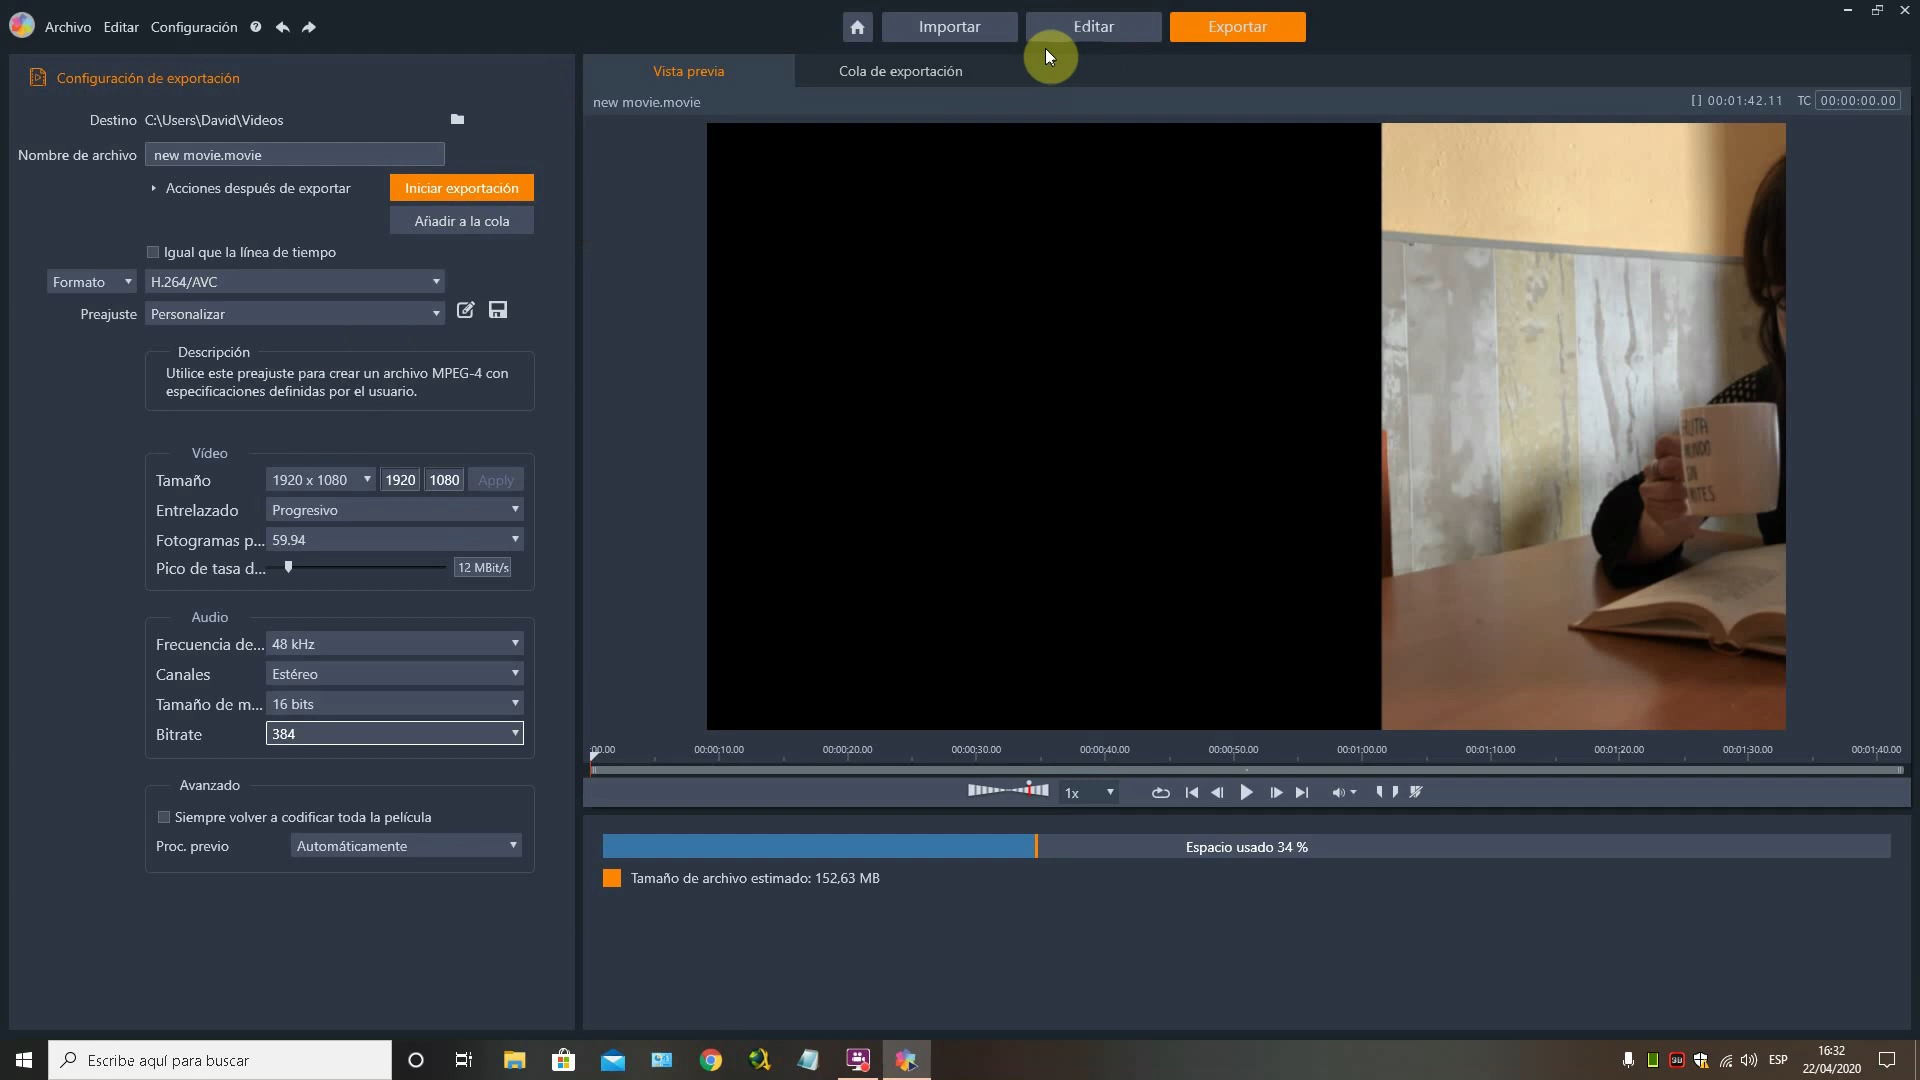 Archivo Editar Configuración ?
Importar Editar Exportar
Configuración de exportación
Vista previa Cola de exportación
new movie.movie
[] 00:01:42.11 TC 00:00:00.00
Destino C:\Users\David\Videos
Nombre de archivo new movie.movie
Acciones después de exportar Iniciar exportación
Añadir a la cola
Igual que la línea de tiempo
Formato H.264/AVC
Preajuste Personalizar
Descripción
Utilice este preajuste para crear un archivo MPEG-4 con
especificaciones definidas por el usuario.
Vídeo
Tamaño 1920 x 1080 1920 1080 Apply
Entrelazado Progresivo
Fotogramas p... 59.94
Pico de tasa d... 12 MBit/s
Audio
Frecuencia de... 48 kHz
Canales Estéreo
Tamaño de m... 16 bits
Bitrate 384
Avanzado
Siempre volver a codificar toda la película
Proc. previo Automáticamente
:00.00 00:00:10.00 00:00:20.00 00:00:30.00 00:00:40.00 00:00:50.00 00:01:00.00 00:01:10.00 00:01:20.00 00:01:30.00 00:01:40.00
1x
Espacio usado 34 %
Tamaño de archivo estimado: 152,63 MB
Escribe aquí para buscar
ESP
16:32
22/04/2020